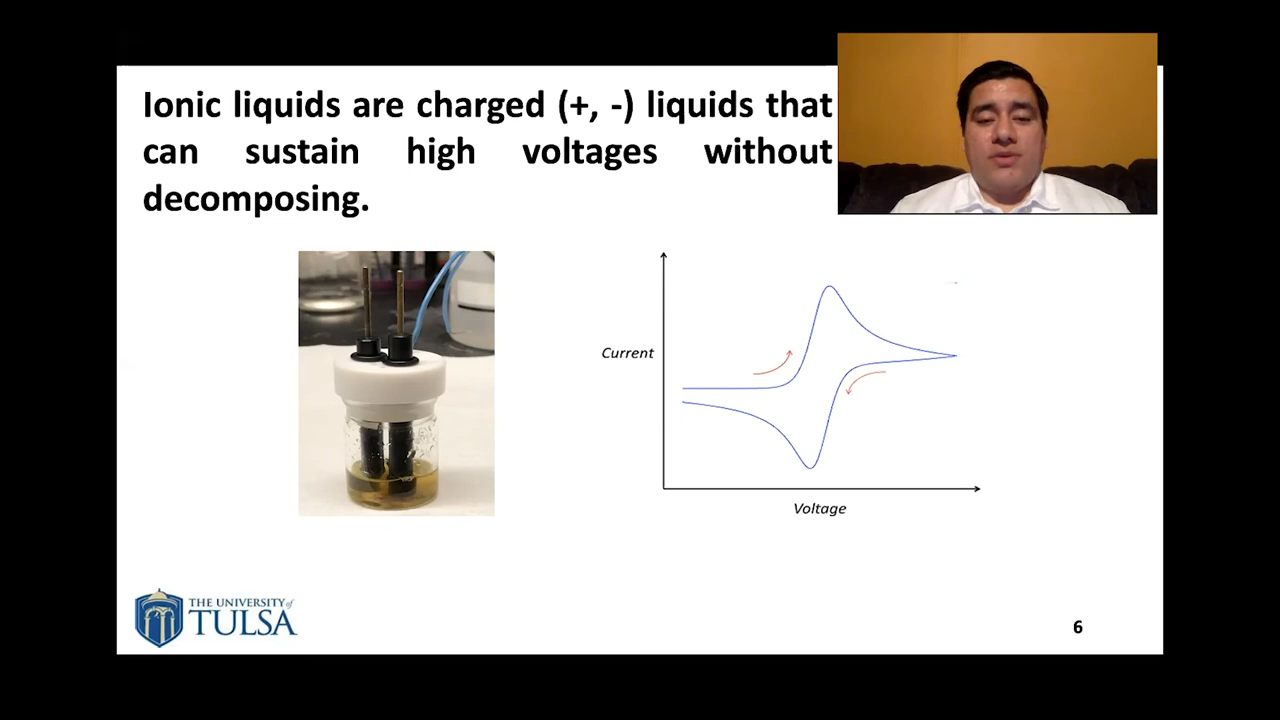 Ionic liquids are charged (+, -) liquids that
can sustain high voltages without
decomposing.
Current
Voltage
THE UNIVERSITY of
TULSA
6